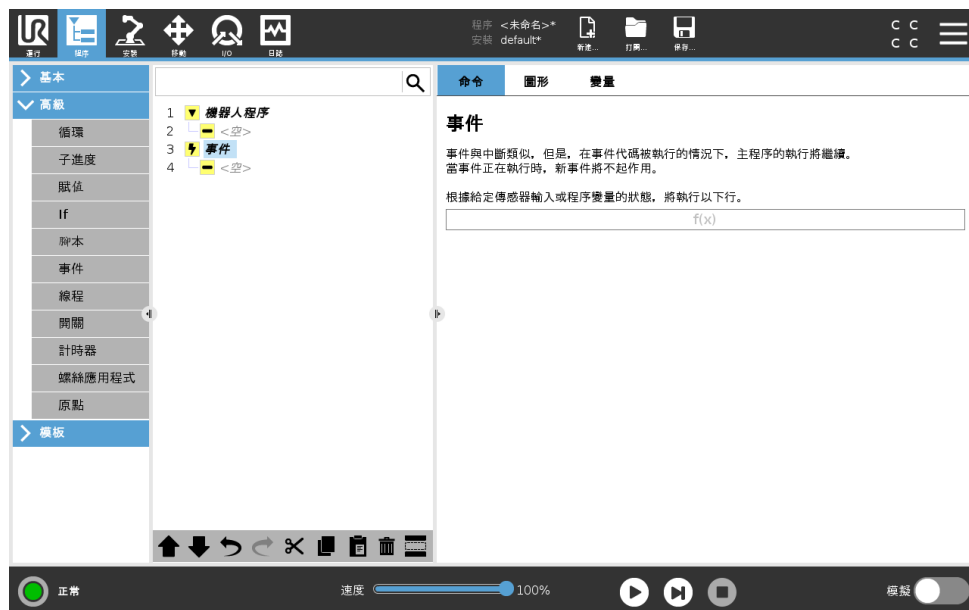 UR
程序 <未命名>*
安裝 default*
運行
程序
安裝
移動
I/O
日誌
新建...
打開...
保存...
C C
C C
基本
高級
循環
子進度
賦值
If
腳本
事件
線程
開關
計時器
螺絲應用程式
原點
模板
1 機器人程序
2 <空>
3 事件
4 <空>
命令 圖形 變量
事件
事件與中斷類似，但是，在事件代碼被執行的情況下，主程序的執行將繼續。
當事件正在執行時，新事件將不起作用。
根據給定傳感器輸入或程序變量的狀態，將執行以下行。
f(x)
正常
速度 100%
模擬